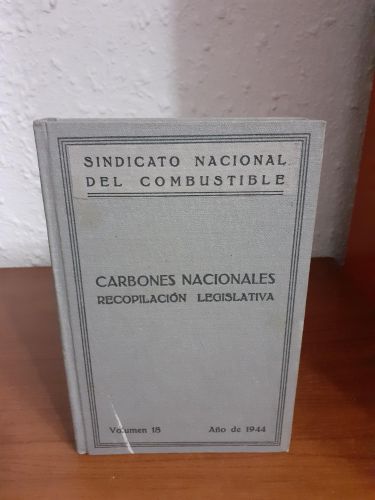 SINDICATO NACIONAL
DEL COMBUSTIBLE
CARBONES NACIONALES
RECOPILACIÓN LEGISLATIVA
Volumen 18 Año de 1944